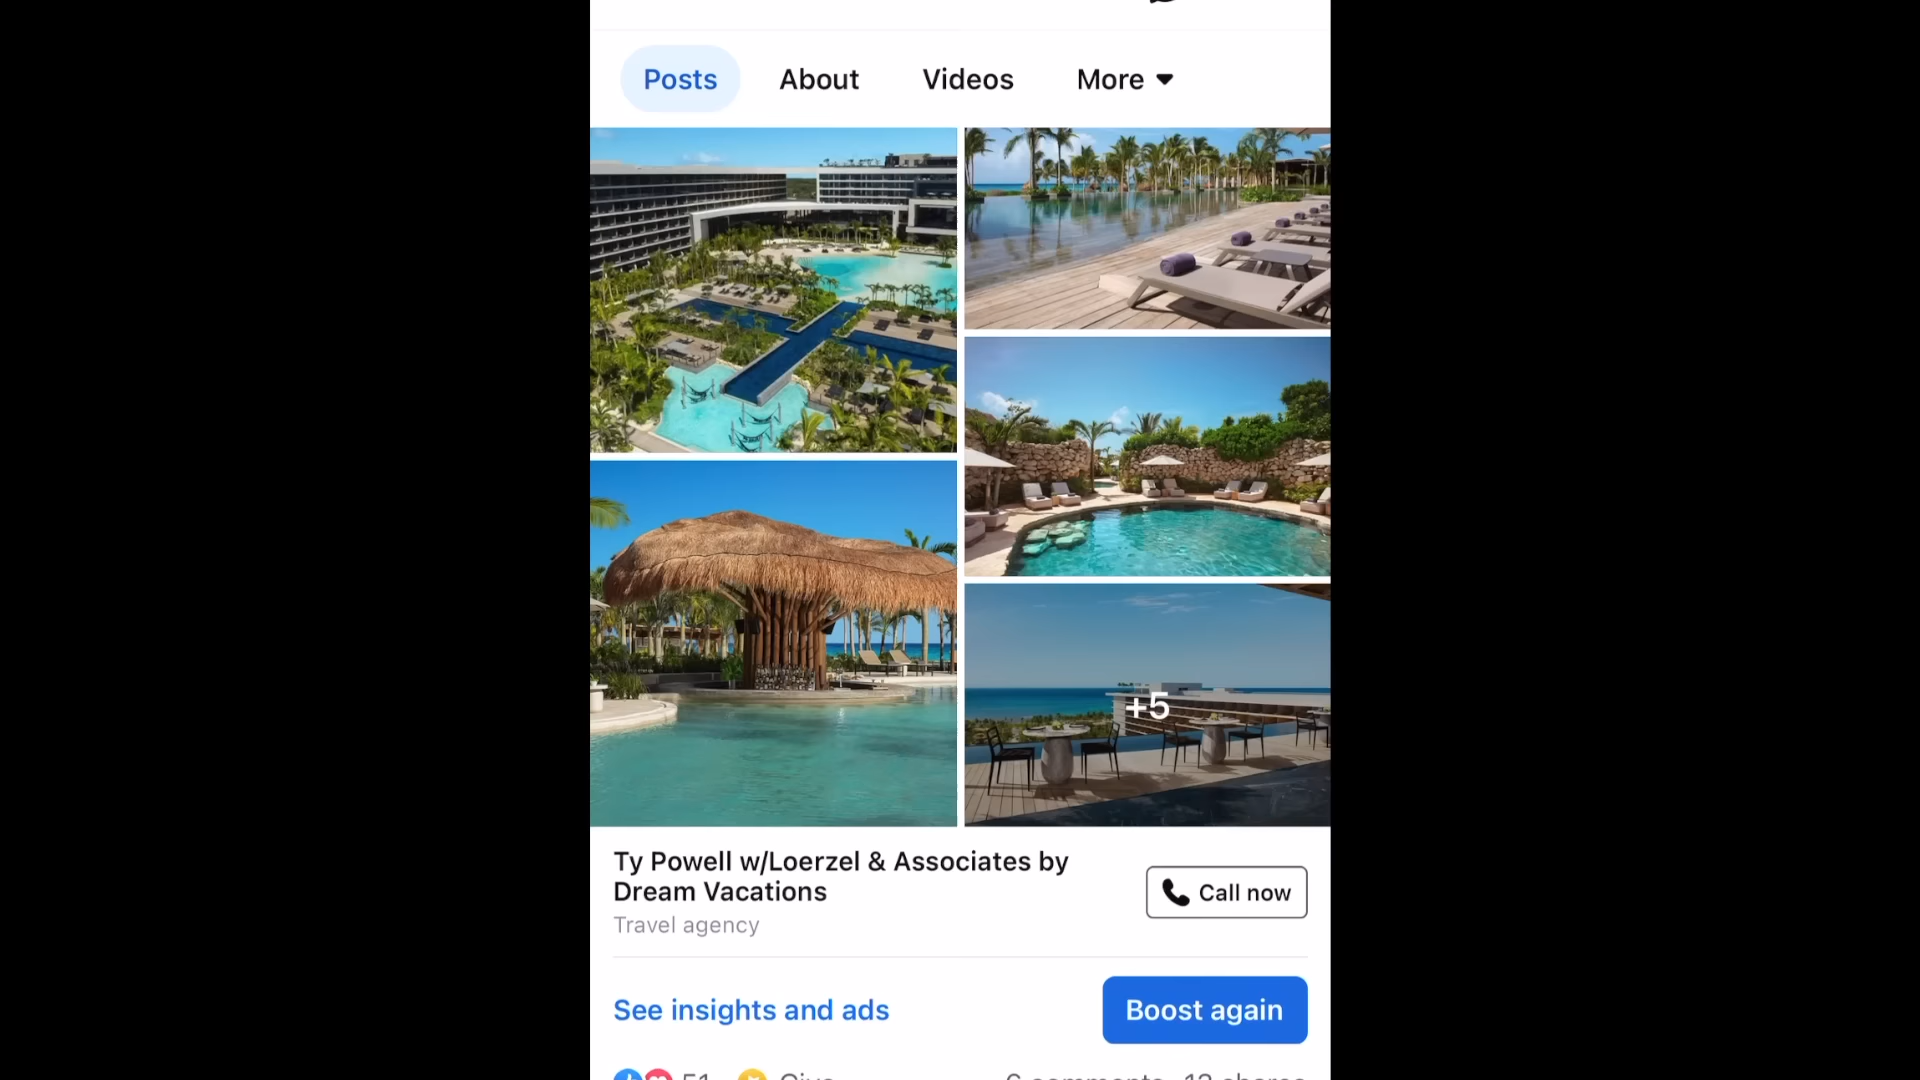 Posts About Videos More
+5
Ty Powell w/Loerzel & Associates by
Dream Vacations
Call now
Travel agency
See insights and ads
Boost again